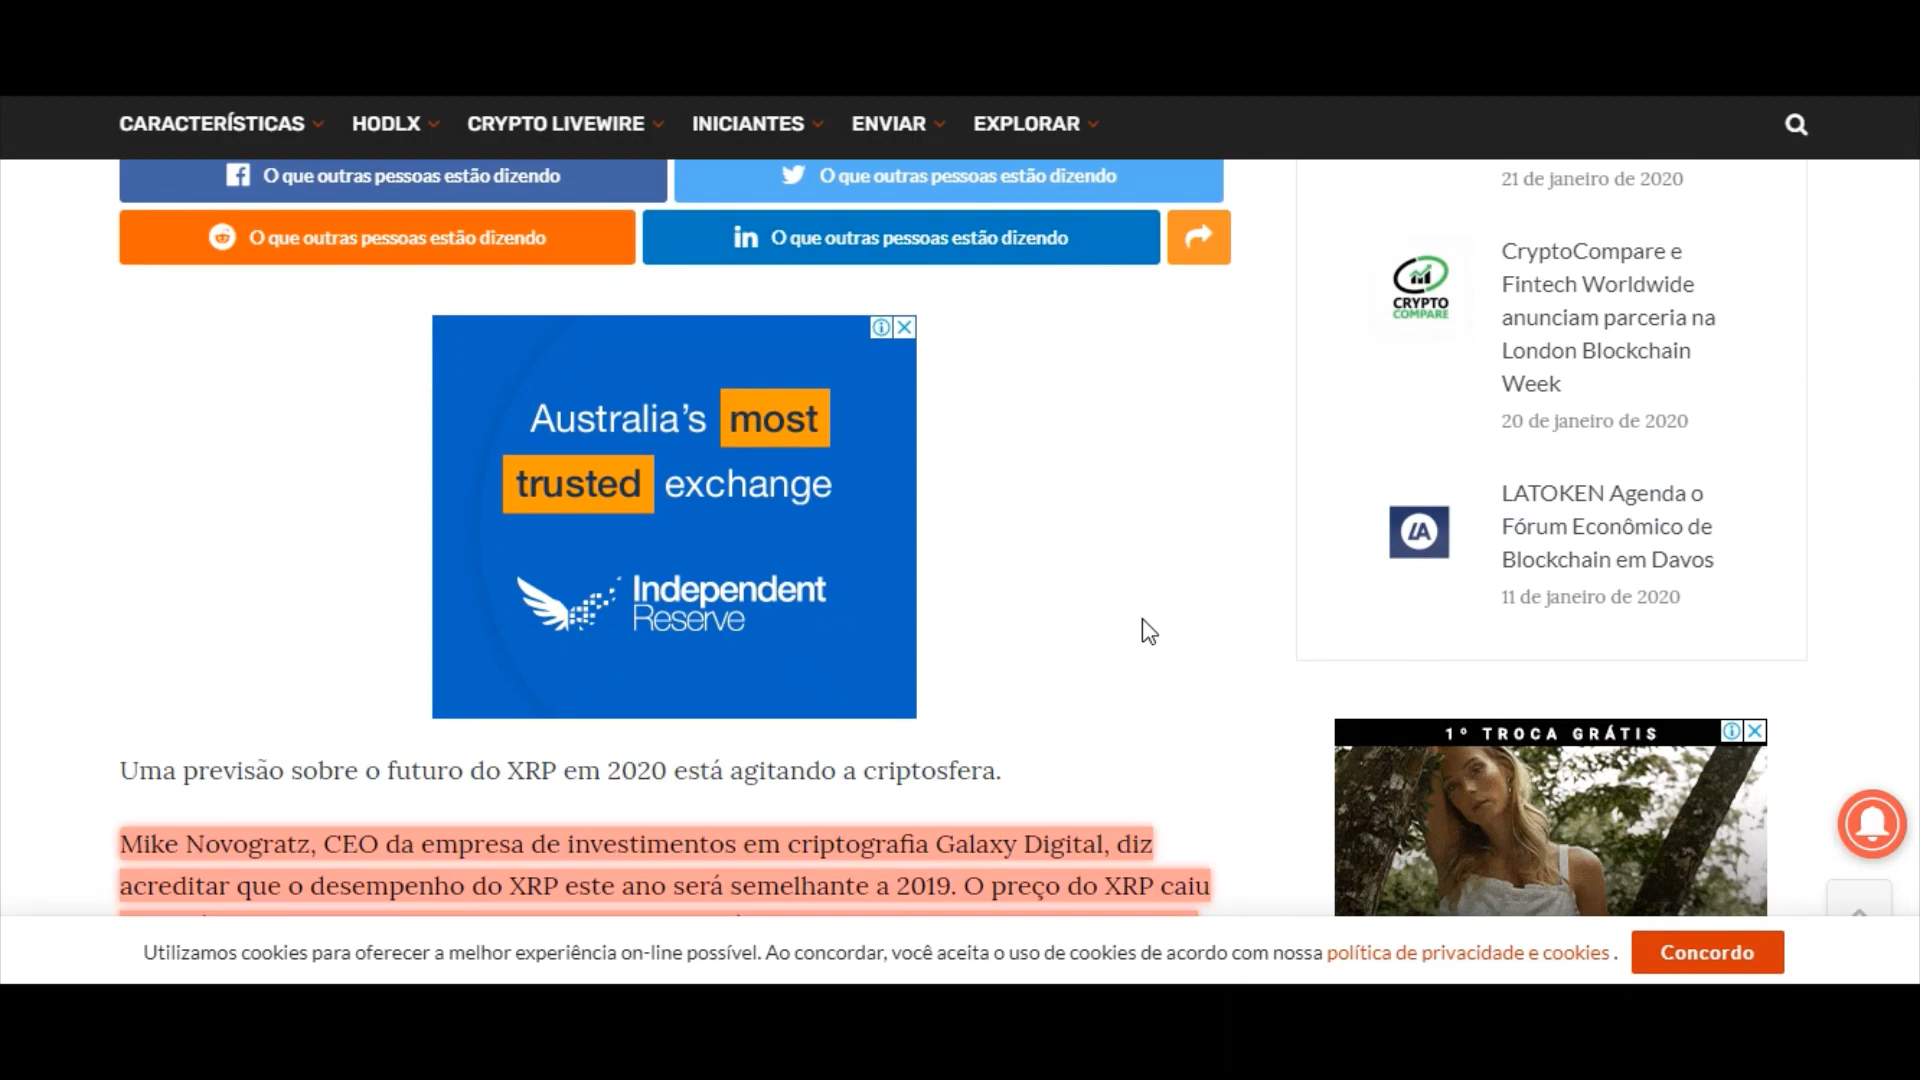 CARACTERÍSTICAS HODLX CRYPTO LIVEWIRE INICIANTES ENVIAR EXPLORAR
O que outras pessoas estão dizendo O que outras pessoas estão dizendo
O que outras pessoas estão dizendo in O que outras pessoas estão dizendo
Australia's most
trusted exchange
Independent
Reserve
Uma previsão sobre o futuro do XRP em 2020 está agitando a criptosfera.
Mike Novogratz, CEO da empresa de investimentos em criptografia Galaxy Digital, diz
acreditar que o desempenho do XRP este ano será semelhante a 2019. O preço do XRP caiu
21 de janeiro de 2020
CRYPTO
COMPARE
CryptoCompare e
Fintech Worldwide
anunciam parceria na
London Blockchain
Week
20 de janeiro de 2020
LA
LATOKEN Agenda o
Fórum Econômico de
Blockchain em Davos
11 de janeiro de 2020
1º TROCA GRÁTIS
Utilizamos cookies para oferecer a melhor experiência on-line possível. Ao concordar, você aceita o uso de cookies de acordo com nossa política de privacidade e cookies . Concordo